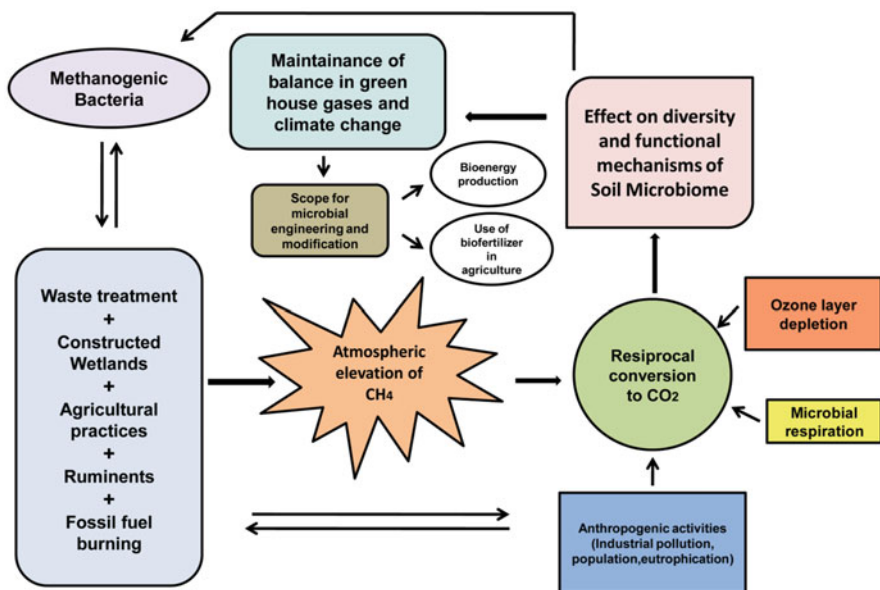 Methanogenic
Bacteria
Maintainance of
balance in green
house gases and
climate change
Effect on diversity
and functional
mechanisms of
Soil Microbiome
Scope for
microbial
engineering and
modification
Bioenergy
production
Use of
biofertilizer
in
agriculture
Waste treatment
+
Constructed
Wetlands
+
Agricultural
practices
+
Ruminents
+
Fossil fuel
burning
Atmospheric
elevation of
CH4
Resiprocal
conversion
to CO2
Ozone layer
depletion
Microbial
respiration
Anthropogenic activities
(Industrial pollution,
population,eutrophication)